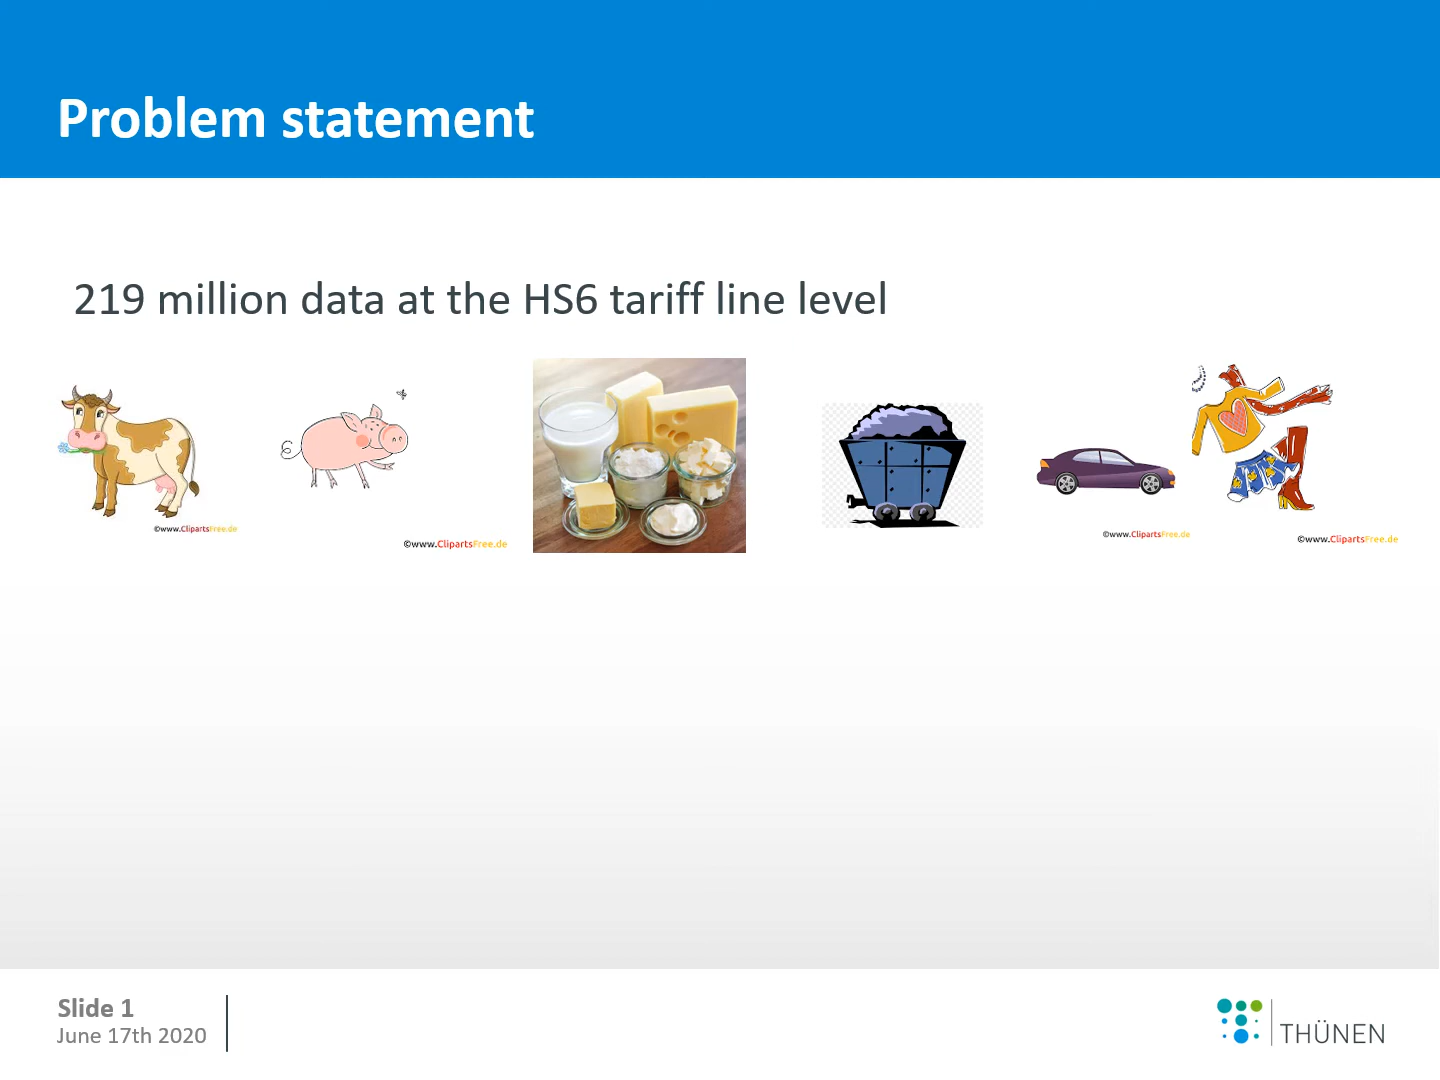 Problem statement
219 million data at the HS6 tariff line level
©www.ClipartsFree.de
©www.ClipartsFree.de
©www.ClipartsFree.de
©www.ClipartsFree.de
Slide 1
June 17th 2020
THÜNEN